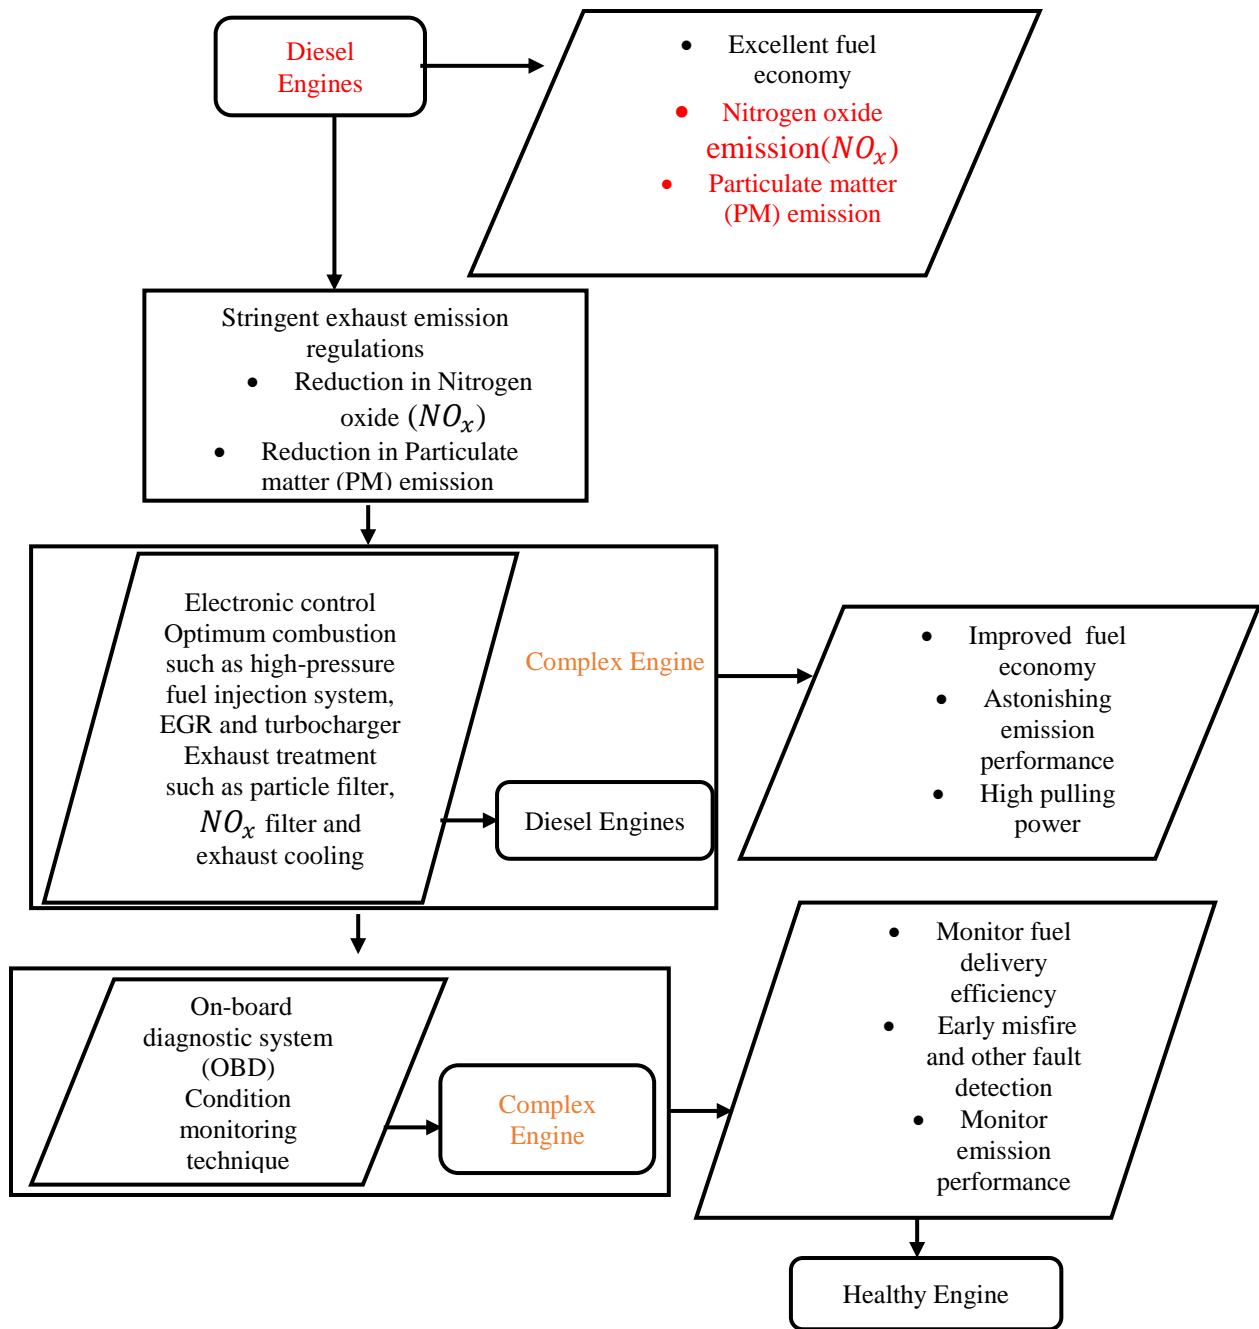 Diesel
Engines
• Excellent fuel
economy
• Nitrogen oxide
emission(NOₓ)
• Particulate matter
(PM) emission
Stringent exhaust emission
regulations
• Reduction in Nitrogen
oxide (NOₓ)
• Reduction in Particulate
matter (PM) emission
Electronic control
Optimum combustion
such as high-pressure
fuel injection system,
EGR and turbocharger
Exhaust treatment
such as particle filter,
NOₓ filter and
exhaust cooling
Complex Engine
Diesel Engines
• Improved fuel
economy
• Astonishing
emission
performance
• High pulling
power
On-board
diagnostic system
(OBD)
Condition
monitoring
technique
Complex
Engine
• Monitor fuel
delivery
efficiency
• Early misfire
and other fault
detection
• Monitor
emission
performance
Healthy Engine